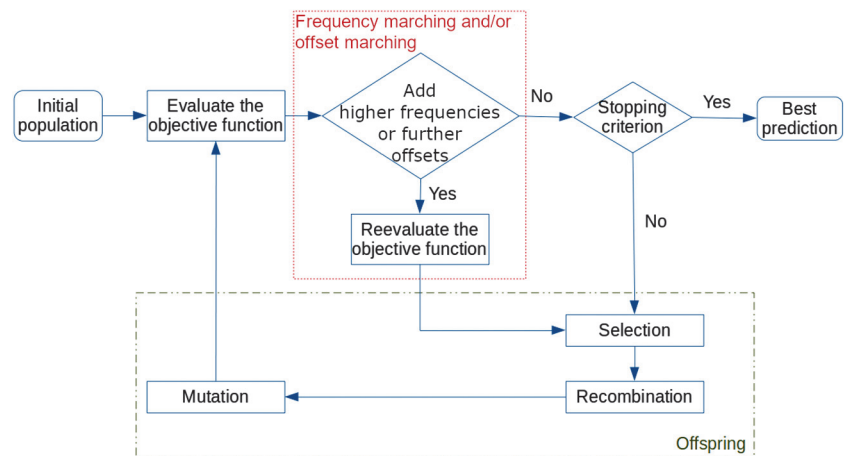 Frequency marching and/or
offset marching
Initial
population
Evaluate the
objective function
Add
higher frequencies
or further
offsets
No
Stopping
criterion
Yes
Best
prediction
Yes
Reevaluate the
objective function
No
Selection
Mutation
Recombination
Offspring